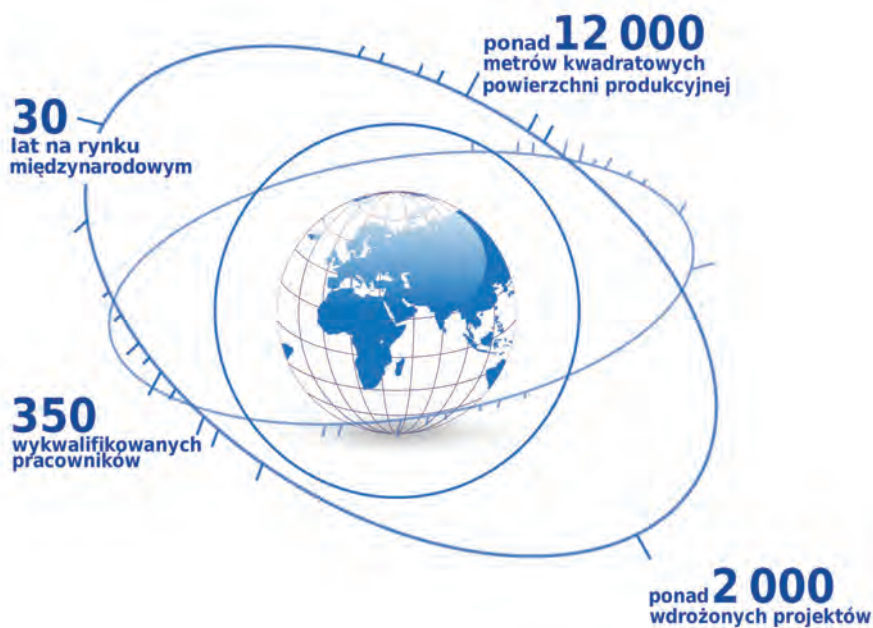 ponad 12 000
metrów kwadratowych
powierzchni produkcyjnej
30
lat na rynku
międzynarodowym
350
wykwalifikowanych
pracowników
ponad 2 000
wdrożonych projektów